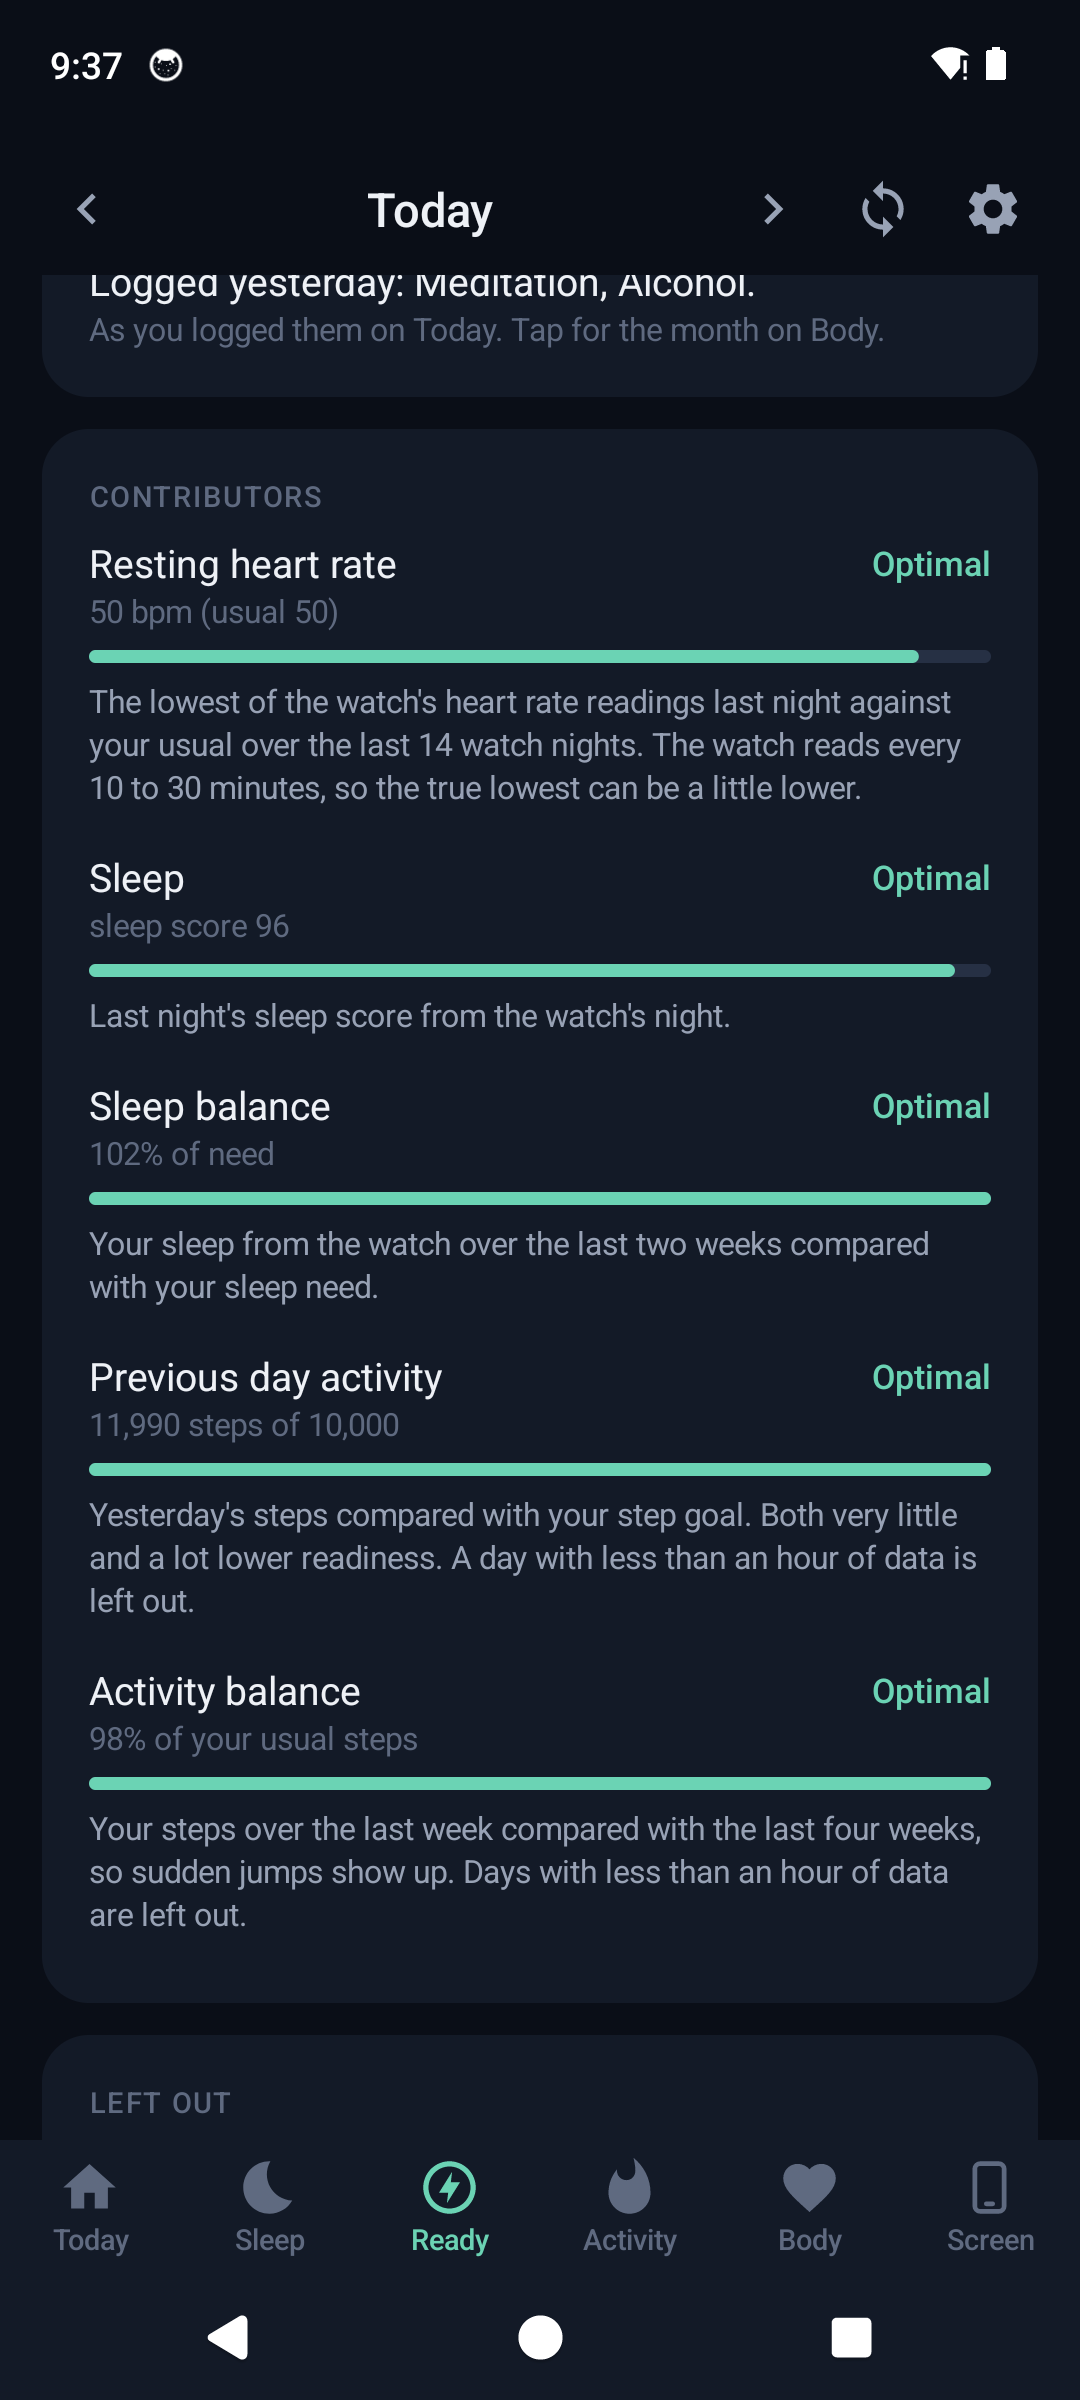 9:37
Today
Logged yesterday: Meditation, Alcohol.
As you logged them on Today. Tap for the month on Body.
CONTRIBUTORS
Resting heart rate
Optimal
50 bpm (usual 50)
The lowest of the watch's heart rate readings last night against
your usual over the last 14 watch nights. The watch reads every
10 to 30 minutes, so the true lowest can be a little lower.
Sleep
Optimal
sleep score 96
Last night's sleep score from the watch's night.
Sleep balance
Optimal
102% of need
Your sleep from the watch over the last two weeks compared
with your sleep need.
Previous day activity
Optimal
11,990 steps of 10,000
Yesterday's steps compared with your step goal. Both very little
and a lot lower readiness. A day with less than an hour of data is
left out.
Activity balance
Optimal
98% of your usual steps
Your steps over the last week compared with the last four weeks,
so sudden jumps show up. Days with less than an hour of data
are left out.
LEFT OUT
Today
Sleep
Ready
Activity
Body
Screen